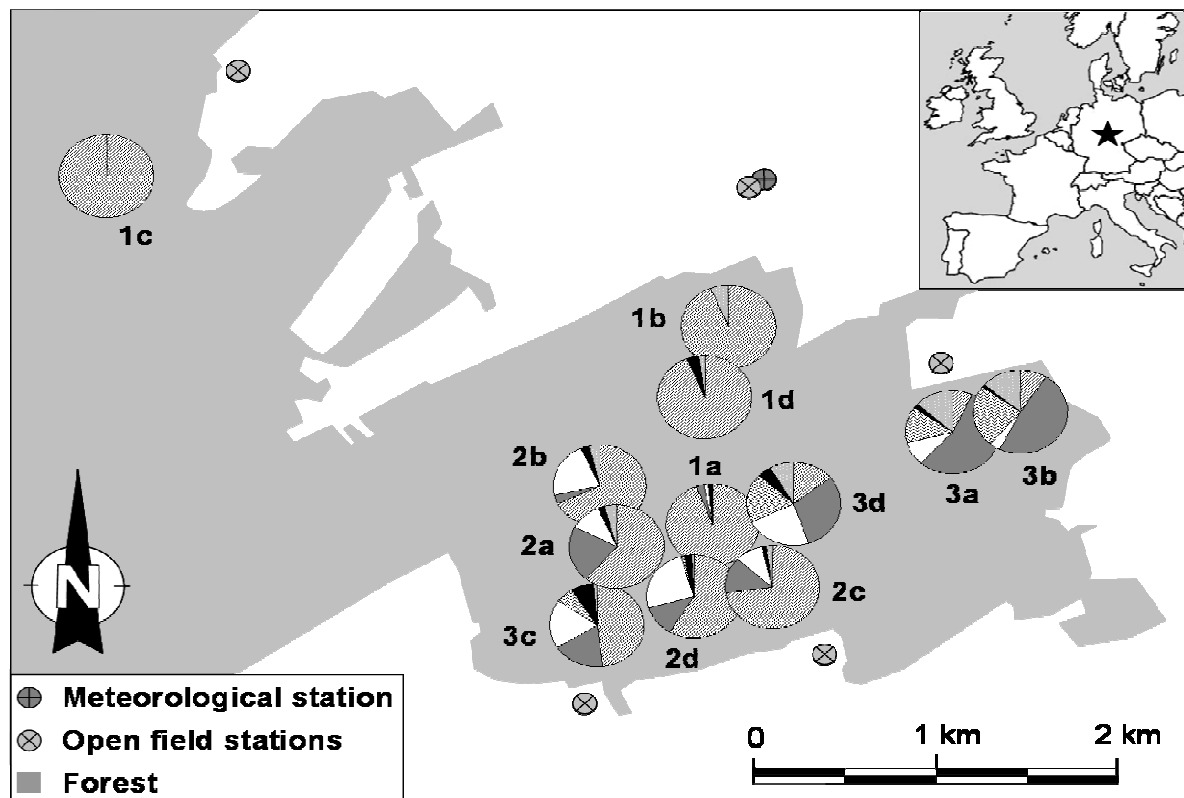 1c
1b
1d
2b
1a
3d
3a
3b
2a
2c
3c
2d
N
Meteorological station
Open field stations
Forest
0
1 km
2 km